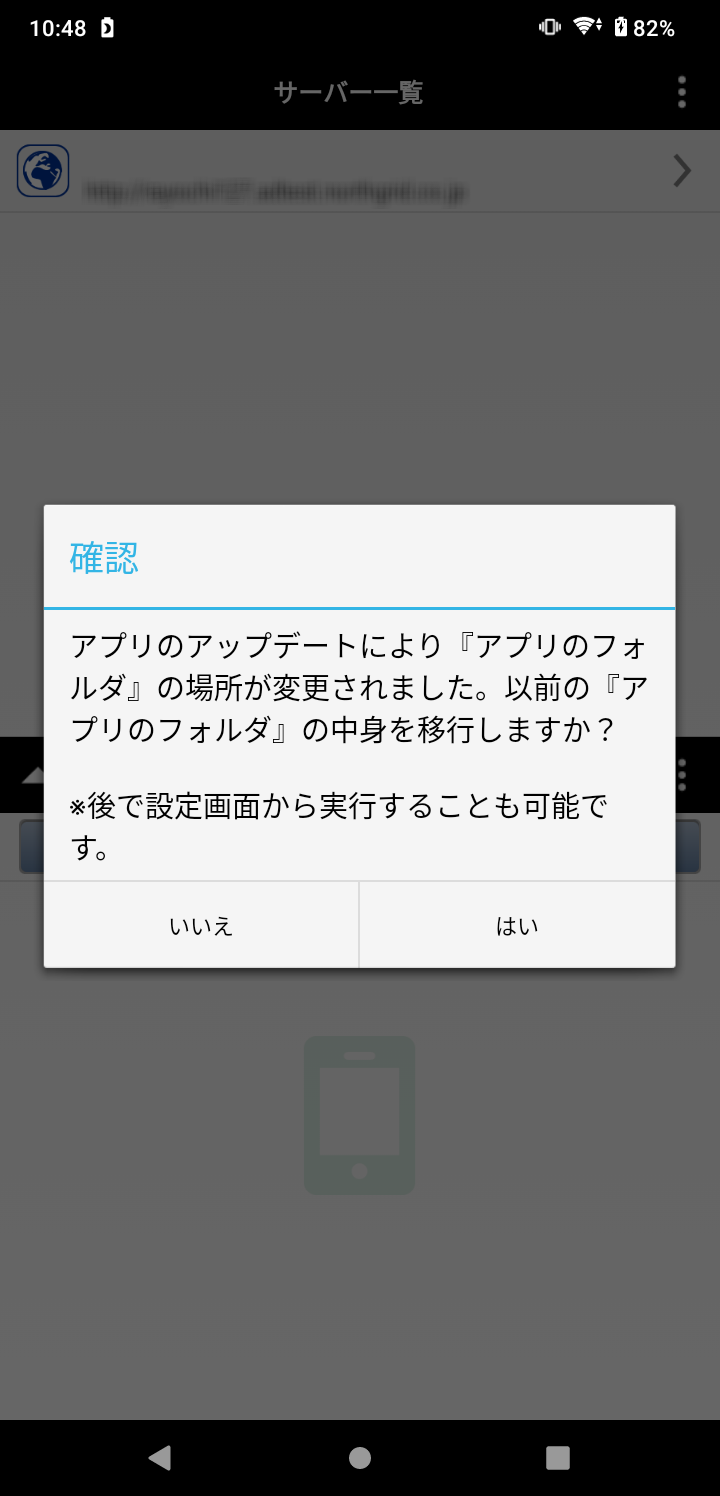 10:48
82%
サーバー一覧
確認
アプリのアップデートにより『アプリのフォ
ルダ』の場所が変更されました。以前の『ア
プリのフォルダ』の中身を移行しますか？
※後で設定画面から実行することも可能で
す。
いいえ
はい